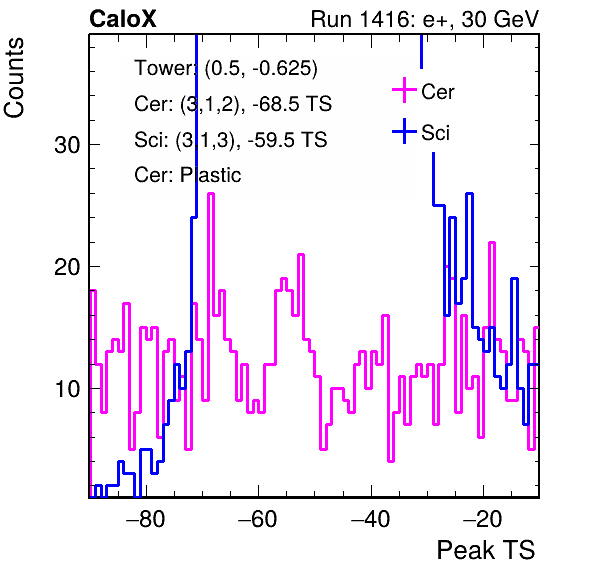 CaloX Run 1416: e+, 30 GeV
Counts
Tower: (0.5, -0.625)
Cer: (3,1,2), -68.5 TS
Sci: (3,1,3), -59.5 TS
Cer: Plastic
Cer
Sci
30
20
10
−80 −60 −40 −20
Peak TS